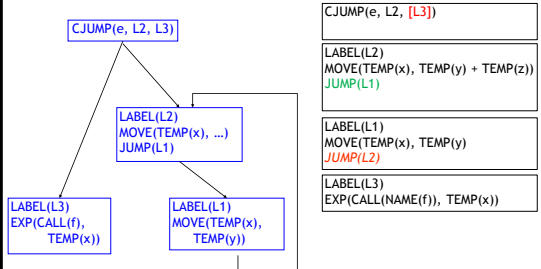 CJUMP(e, L2, L3)
LABEL(L2)
MOVE(TEMP(x), ...)
JUMP(L1)
LABEL(L3)
EXP(CALL(f),
TEMP(x))
LABEL(L1)
MOVE(TEMP(x),
TEMP(y))
CJUMP(e, L2, [L3])
LABEL(L2)
MOVE(TEMP(x), TEMP(y) + TEMP(z))
JUMP(L1)
LABEL(L1)
MOVE(TEMP(x), TEMP(y)
JUMP(L2)
LABEL(L3)
EXP(CALL(NAME(f)), TEMP(x))